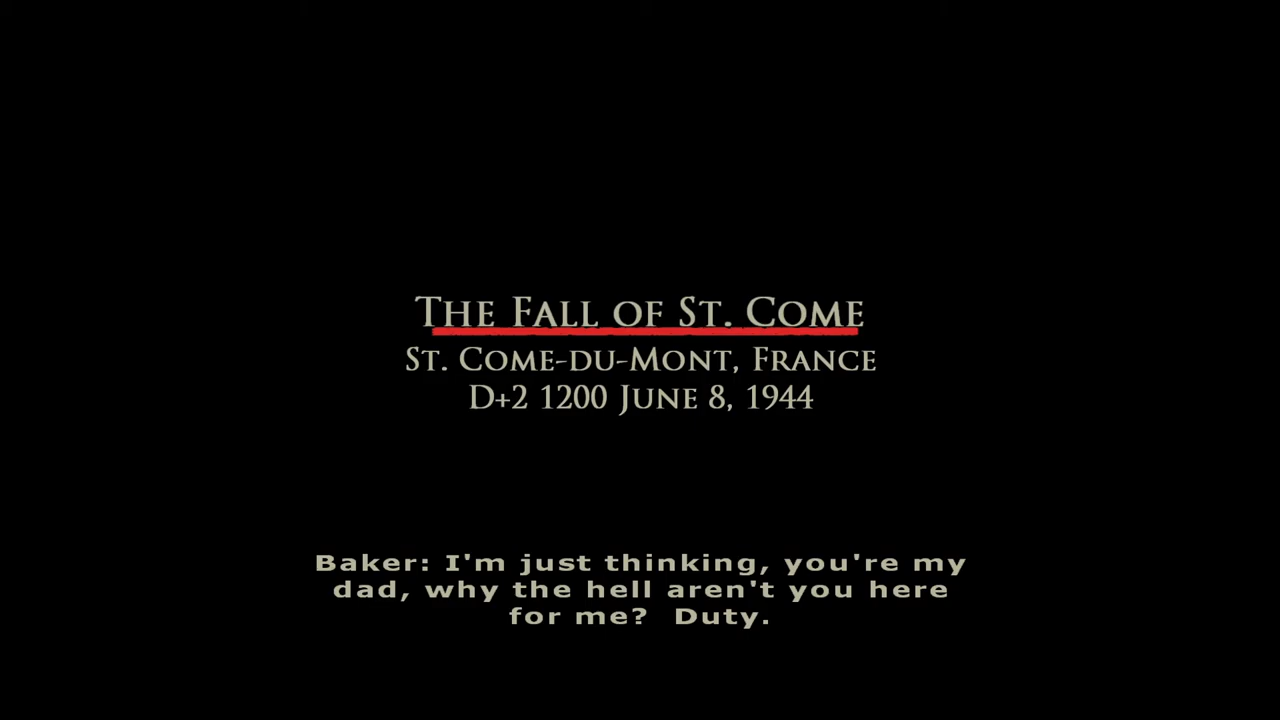 The Fall of St. Come
St. Come-du-Mont, France
D+2 1200 June 8, 1944
Baker: I'm just thinking, you're my
dad, why the hell aren't you here
for me?  Duty.